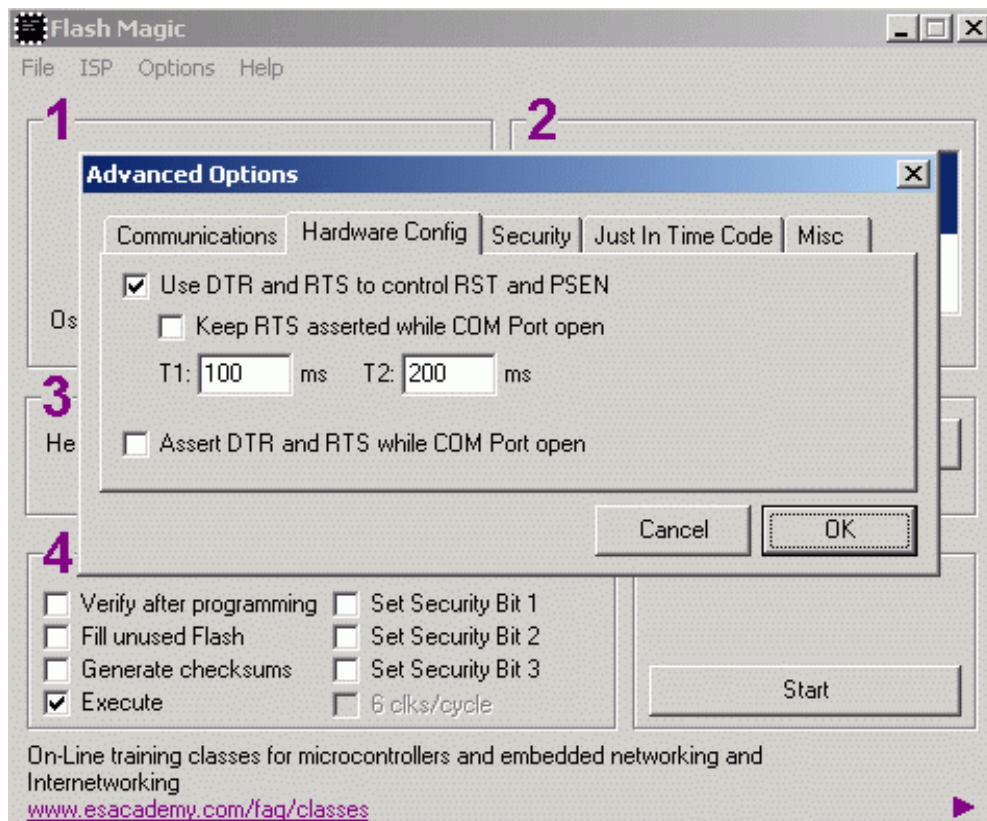 Flash Magic
File ISP Options Help
1
2
Advanced Options
Communications Hardware Config Security Just In Time Code Misc
Use DTR and RTS to control RST and PSEN
Keep RTS asserted while COM Port open
Os
T1: 100 ms T2: 200 ms
3
He
Assert DTR and RTS while COM Port open
Cancel OK
4
Verify after programming Set Security Bit 1
Fill unused Flash Set Security Bit 2
Generate checksums Set Security Bit 3
Execute 6 clks/cycle
Start
On-Line training classes for microcontrollers and embedded networking and
Internetworking
www.esacademy.com/faq/classes